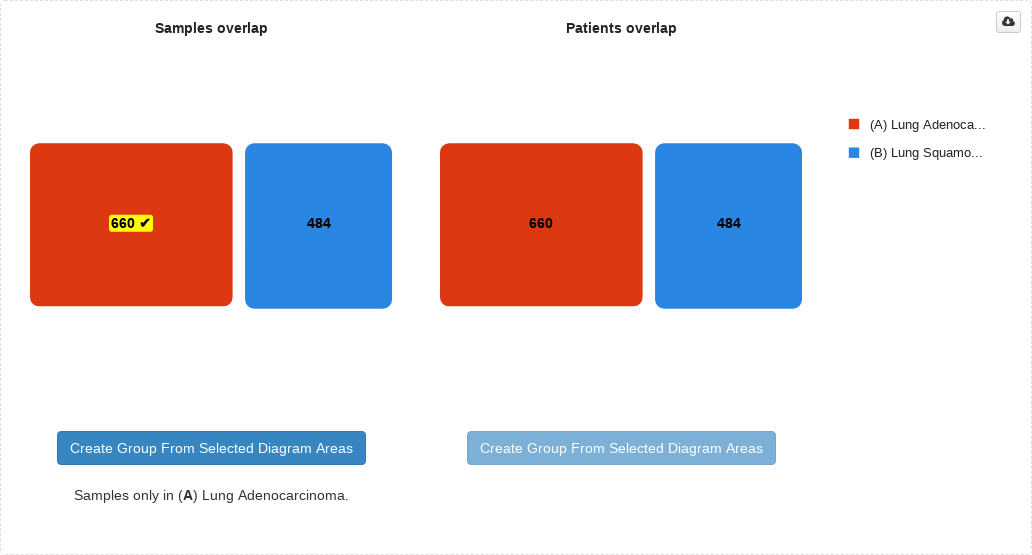 Samples overlap
Patients overlap
(A) Lung Adenoca...
(B) Lung Squamo...
660 ✔
484
660
484
Create Group From Selected Diagram Areas
Create Group From Selected Diagram Areas
Samples only in (A) Lung Adenocarcinoma.